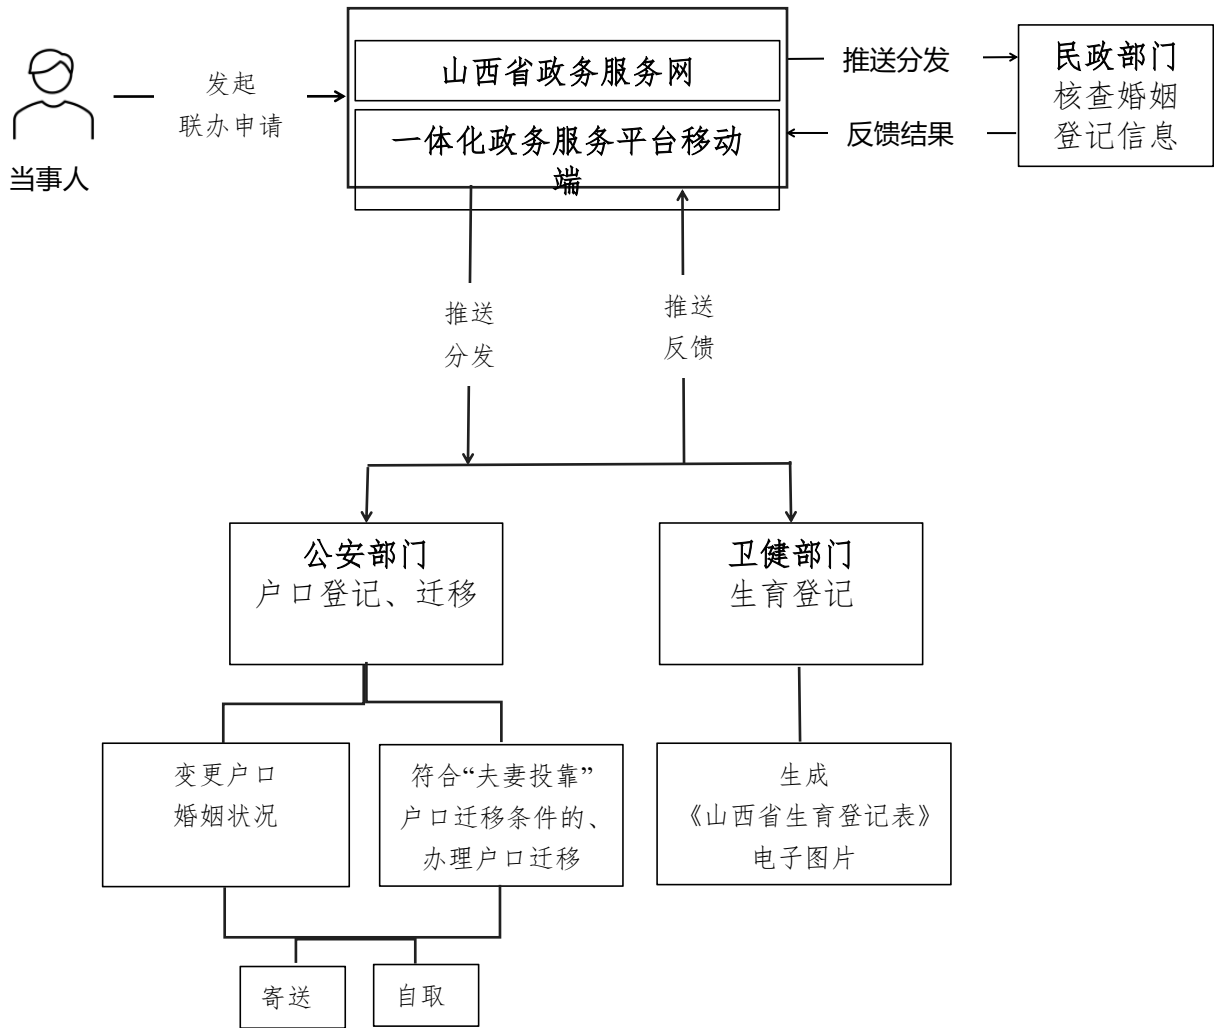 当事人
发起
联办申请
山西省政务服务网
一体化政务服务平台移动
端
推送分发
反馈结果
民政部门
核查婚姻
登记信息
推送
分发
推送
反馈
公安部门
户口登记、迁移
卫健部门
生育登记
变更户口
婚姻状况
符合“夫妻投靠”
户口迁移条件的、
办理户口迁移
生成
《山西省生育登记表》
电子图片
寄送
自取